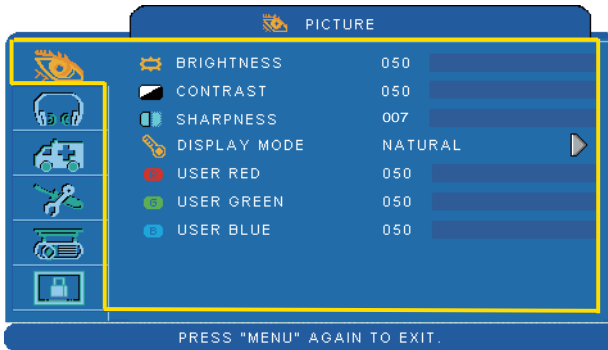 PICTURE
BRIGHTNESS 050
CONTRAST 050
SHARPNESS 007
DISPLAY MODE NATURAL
R USER RED 050
G USER GREEN 050
B USER BLUE 050
PRESS "MENU" AGAIN TO EXIT.